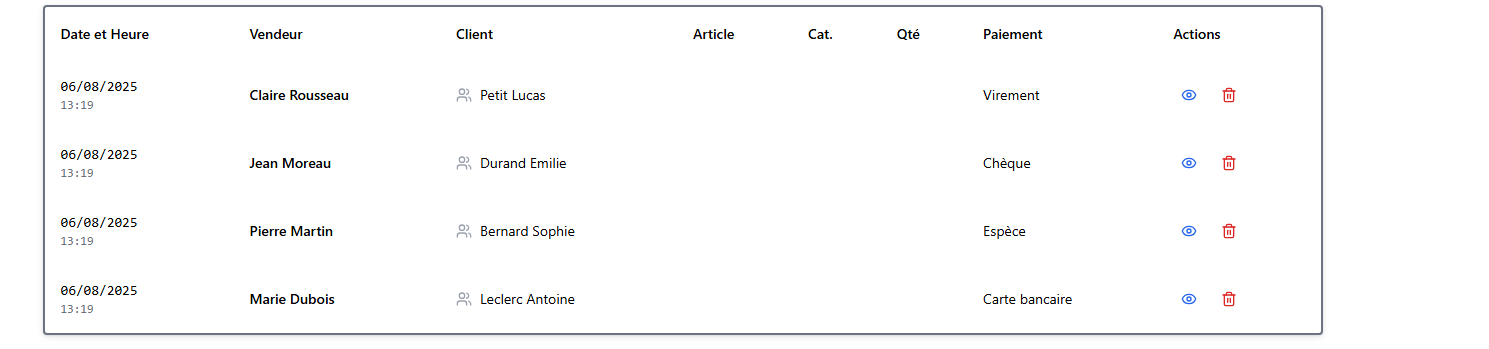 Date et Heure Vendeur Client Article Cat. Qté Paiement Actions
06/08/2025
13:19
Claire Rousseau Petit Lucas Virement
06/08/2025
13:19
Jean Moreau Durand Emilie Chèque
06/08/2025
13:19
Pierre Martin Bernard Sophie Espèce
06/08/2025
13:19
Marie Dubois Leclerc Antoine Carte bancaire